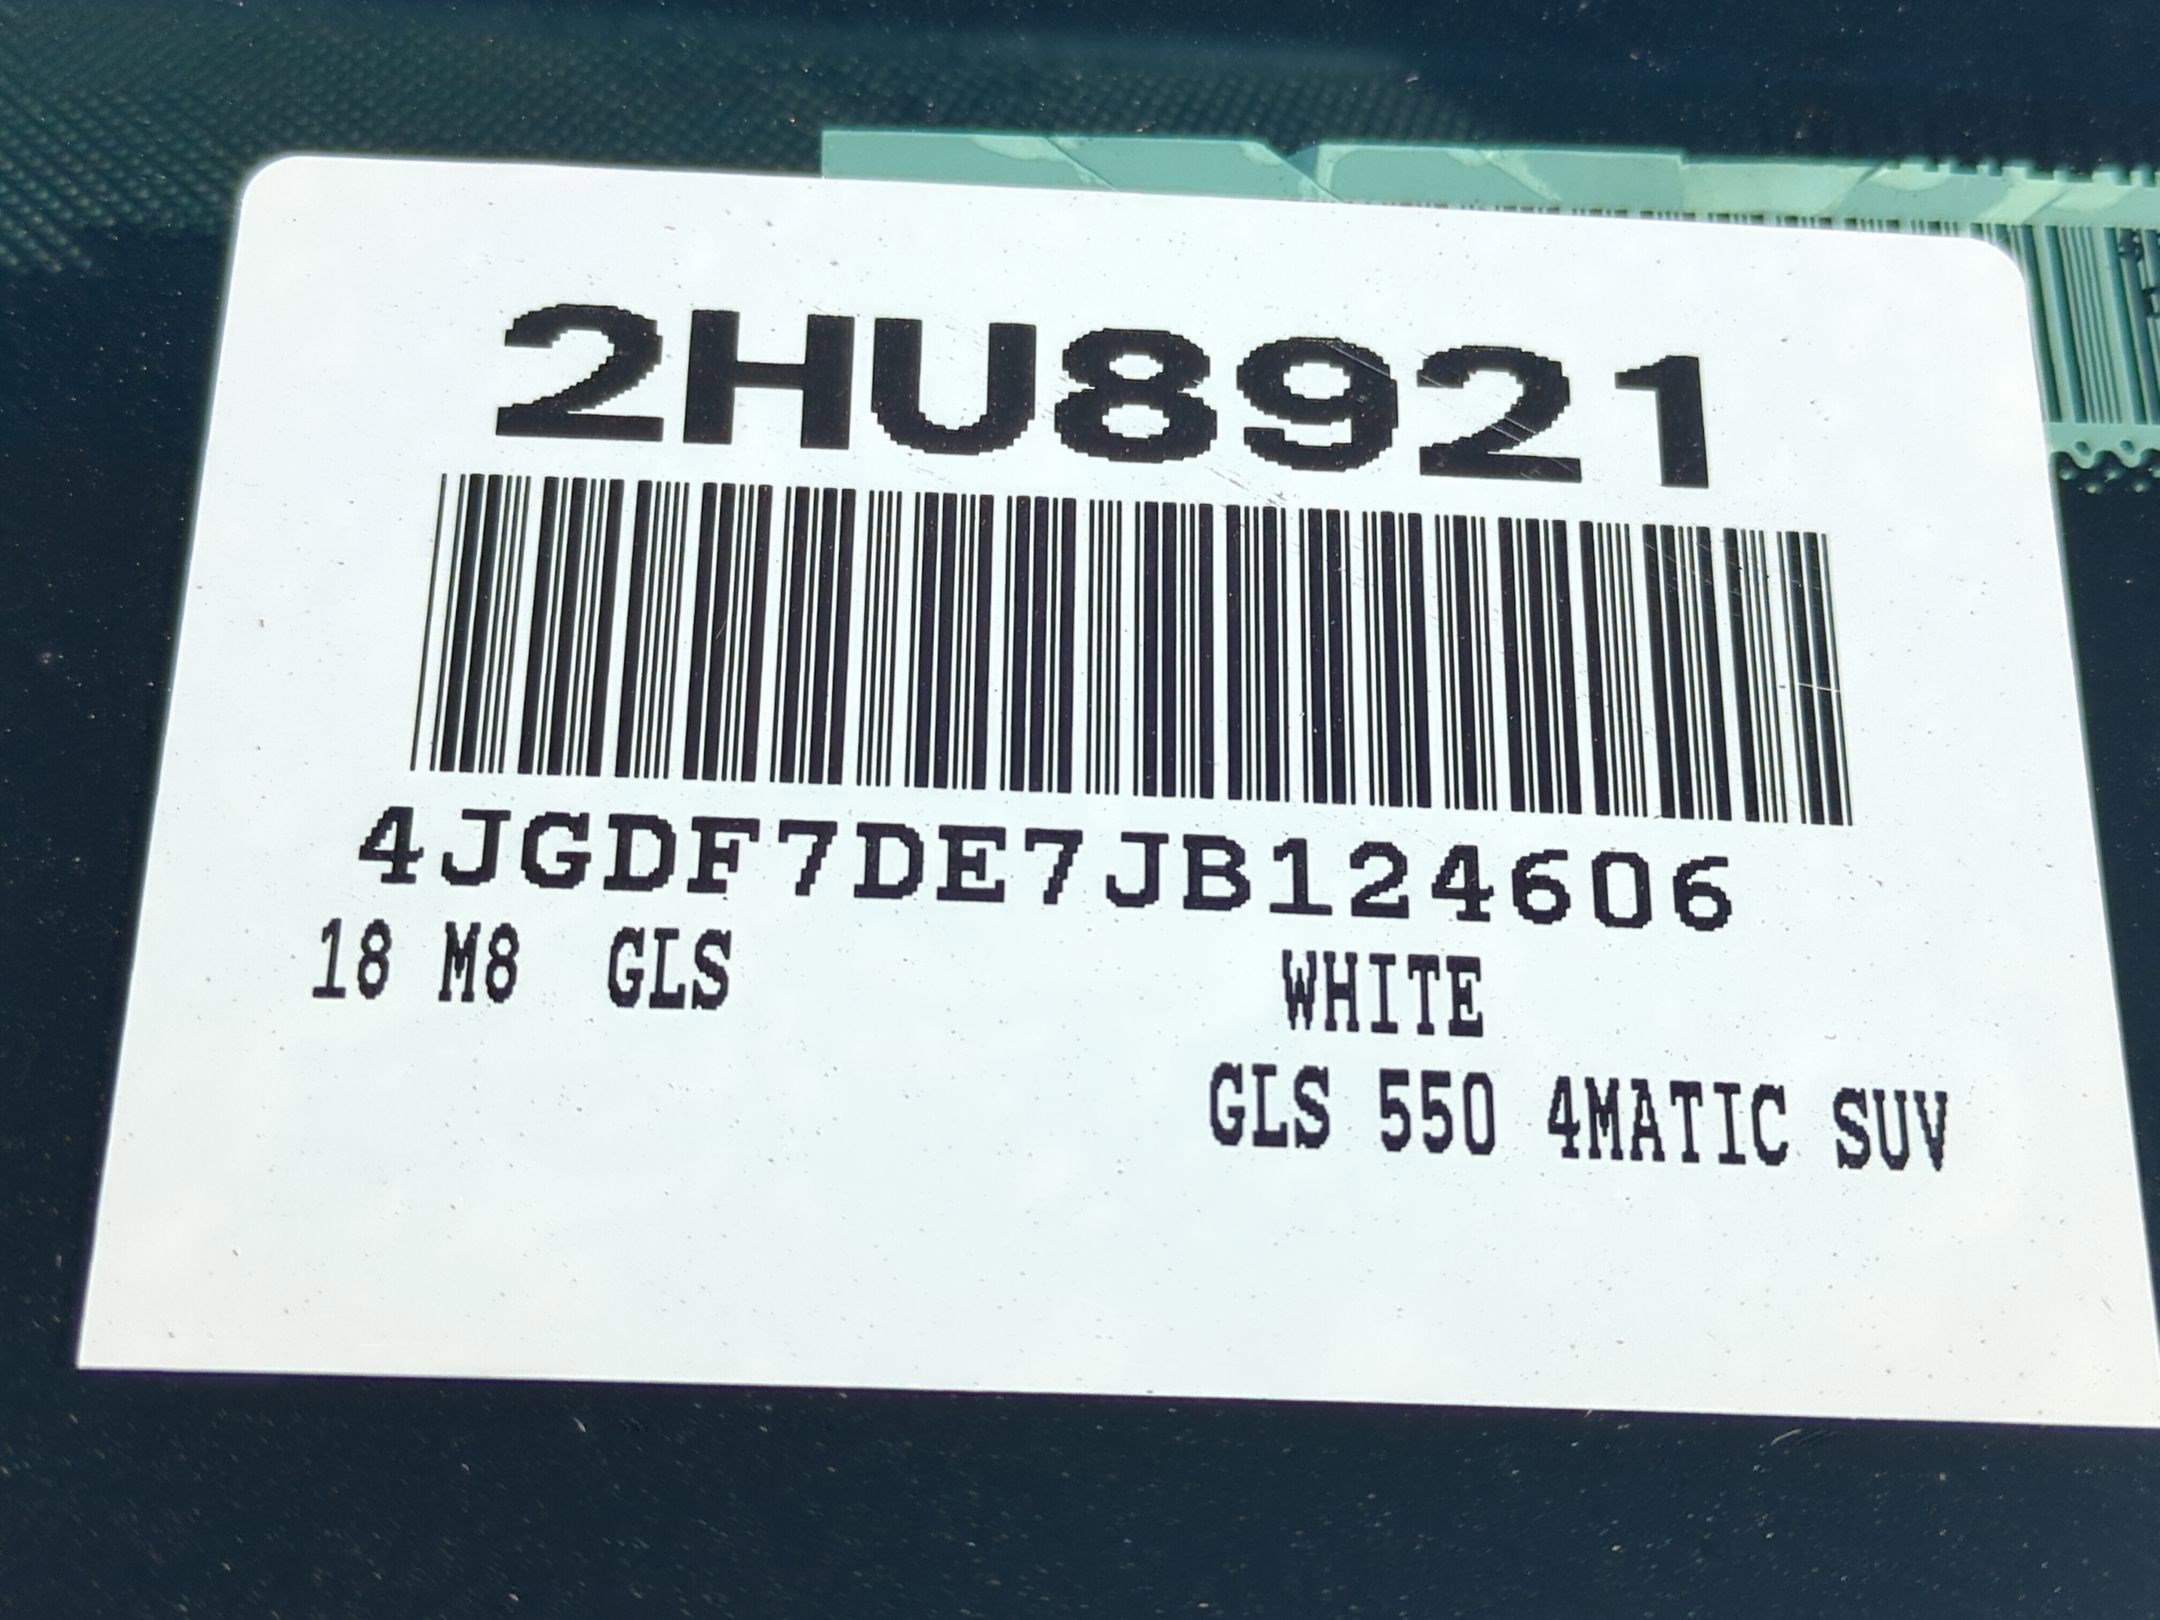 2HU8921
4JGDF7DE7JB124606
18 M8 GLS WHITE
GLS 550 4MATIC SUV